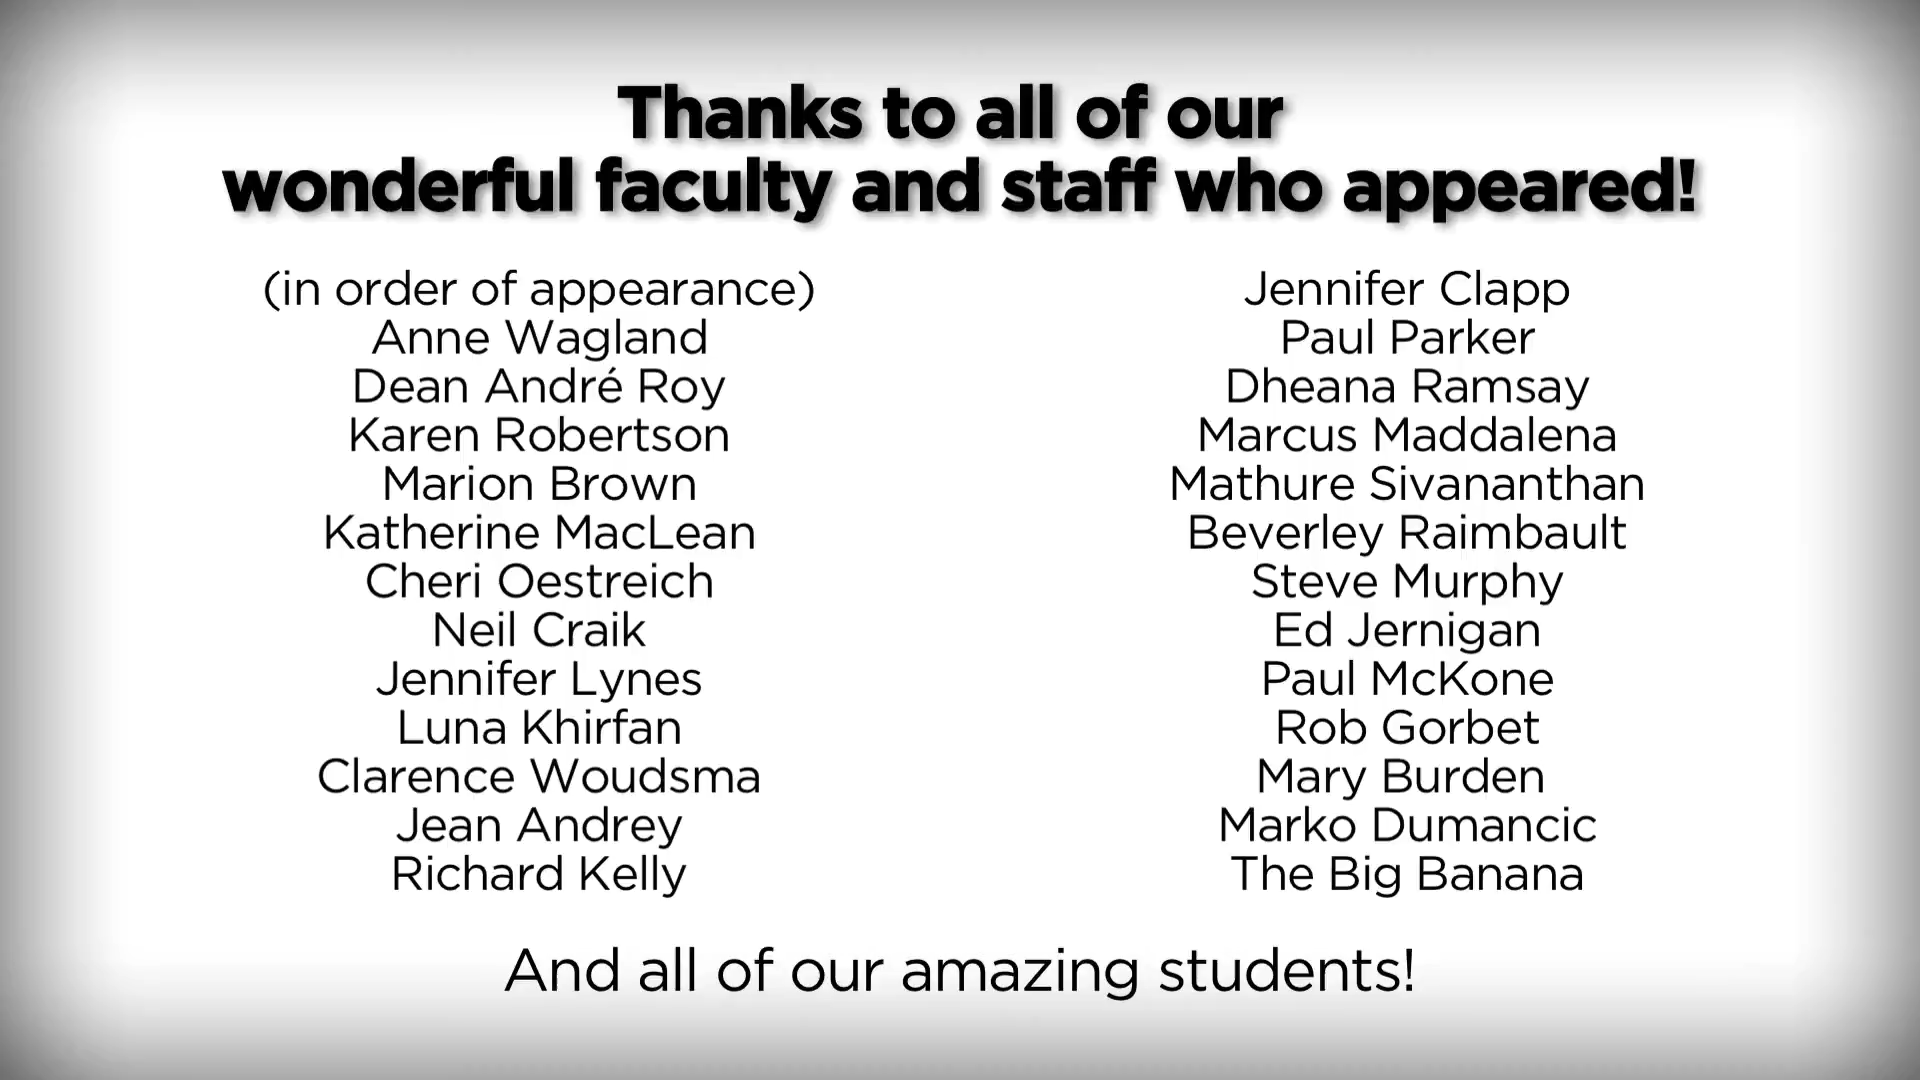 Thanks to all of our
wonderful faculty and staff who appeared!
(in order of appearance)
Anne Wagland
Dean André Roy
Karen Robertson
Marion Brown
Katherine MacLean
Cheri Oestreich
Neil Craik
Jennifer Lynes
Luna Khirfan
Clarence Woudsma
Jean Andrey
Richard Kelly
Jennifer Clapp
Paul Parker
Dheana Ramsay
Marcus Maddalena
Mathure Sivananthan
Beverley Raimbault
Steve Murphy
Ed Jernigan
Paul McKone
Rob Gorbet
Mary Burden
Marko Dumancic
The Big Banana
And all of our amazing students!